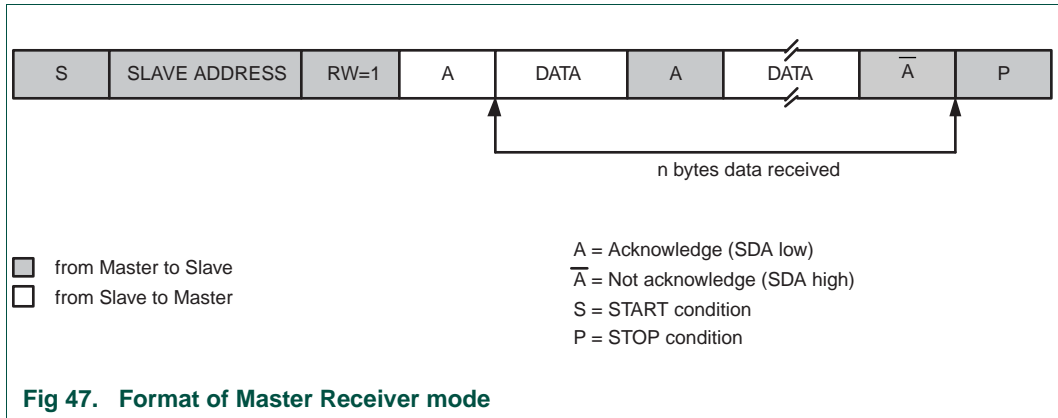 S SLAVE ADDRESS RW=1 A DATA A DATA A̅ P
n bytes data received
from Master to Slave
from Slave to Master
A = Acknowledge (SDA low)
A̅ = Not acknowledge (SDA high)
S = START condition
P = STOP condition
Fig 47. Format of Master Receiver mode